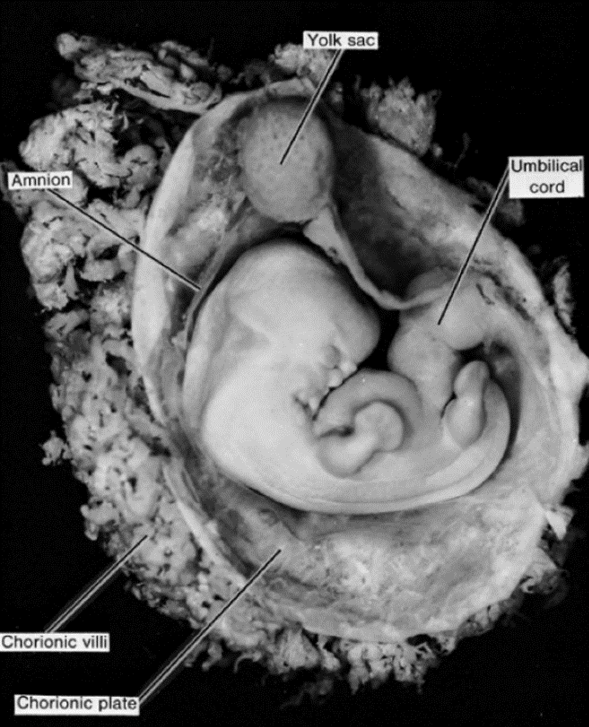 Yolk sac
Amnion
Umbilical
cord
Chorionic villi
Chorionic plate